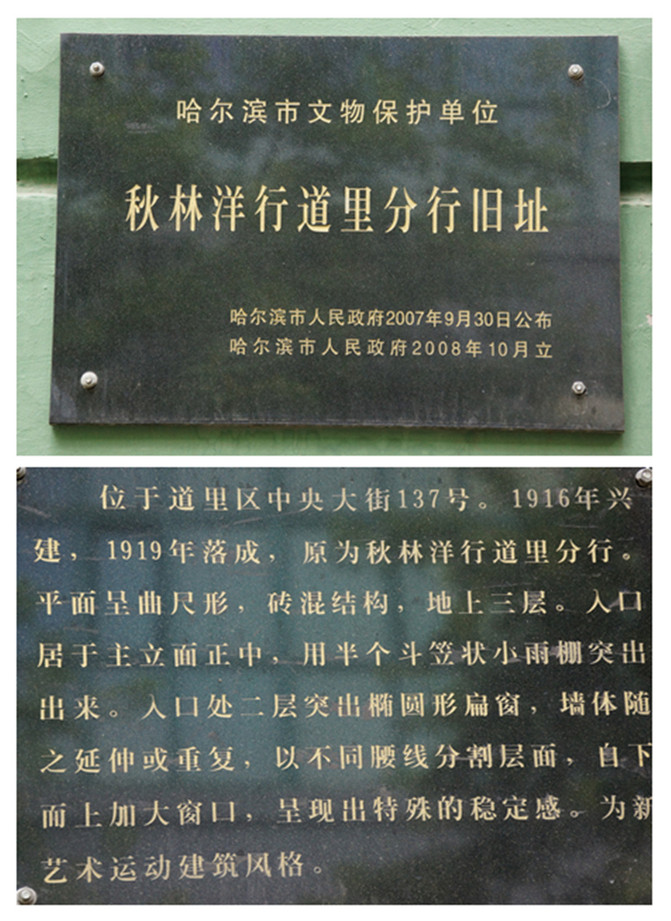 哈尔滨市文物保护单位
秋林洋行道里分行旧址
哈尔滨市人民政府2007年9月30日公布
哈尔滨市人民政府2008年10月立
位于道里区中央大街137号。1916年兴
建，1919年落成，原为秋林洋行道里分行。
平面呈曲尺形，砖混结构，地上三层。入口
居于主立面正中，用半个斗笠状小雨棚突出
出来。入口处二层突出椭圆形扁窗，墙体随
之延伸或重复，以不同腰线分割层面，自下
面上加大窗口，呈现出特殊的稳定感。为新
艺术运动建筑风格。